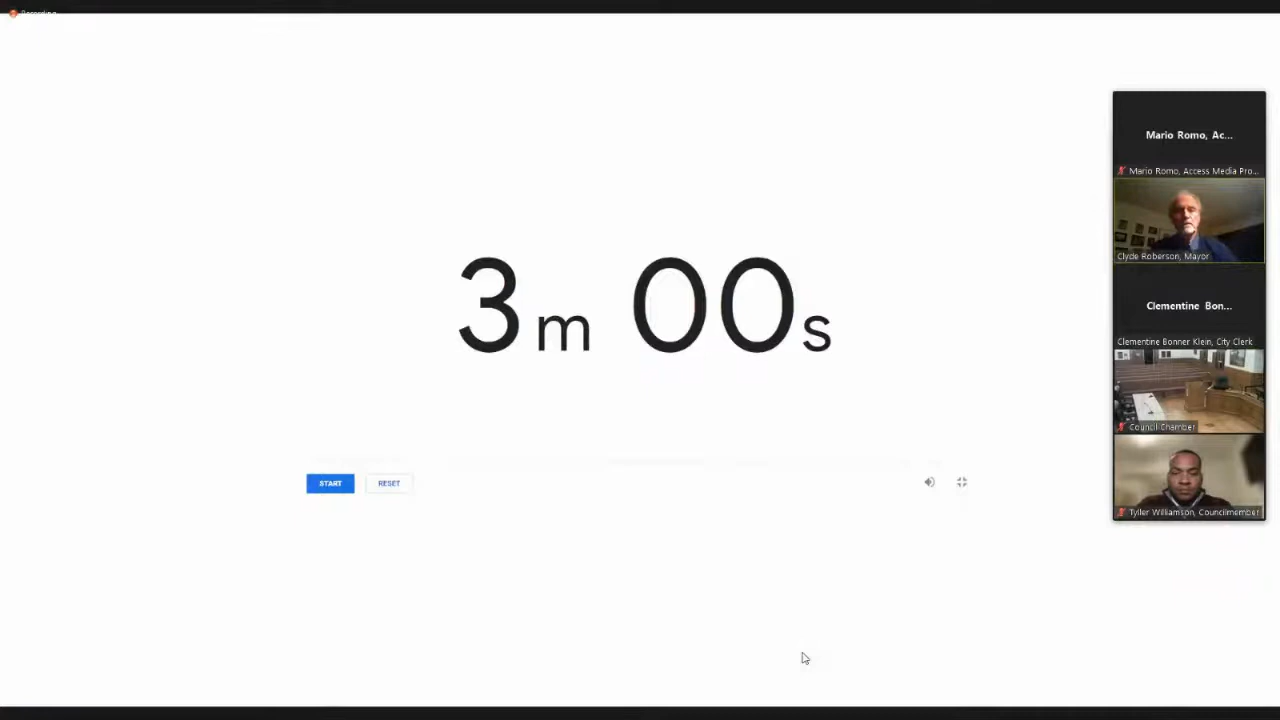 Recording
3m 00s
START
RESET
Mario Romo, Ac...
Mario Romo, Access Media Pro...
Clyde Roberson, Mayor
Clementine Bon...
Clementine Bonner Klein, City Clerk
Council Chamber
Tyller Williamson, Councilmember